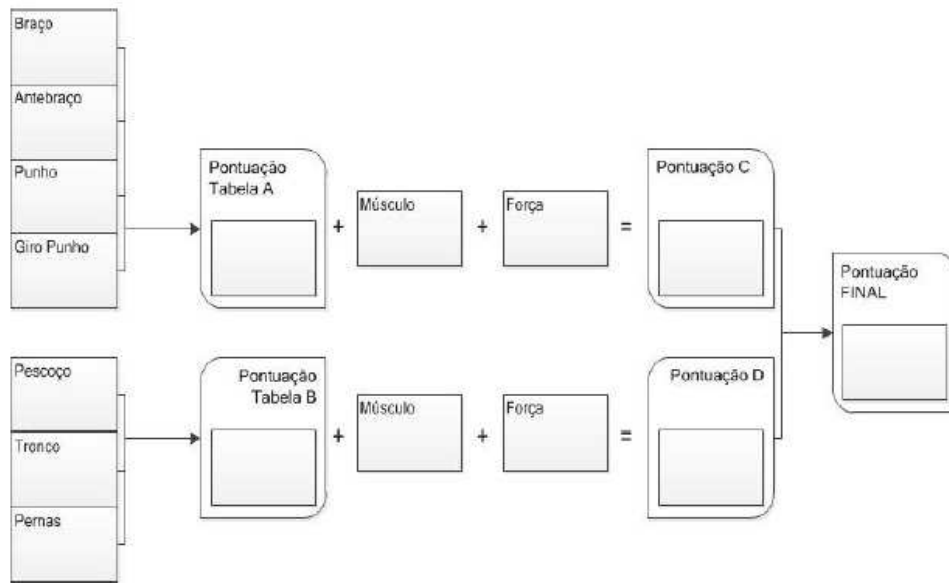 Braço
Antebraço
Punho
Giro Punho
Pontuação
Tabela A
+
Músculo
+
Força
=
Pontuação C
Pescoço
Tronco
Pernas
Pontuação
Tabela B
+
Músculo
+
Força
=
Pontuação D
Pontuação
FINAL